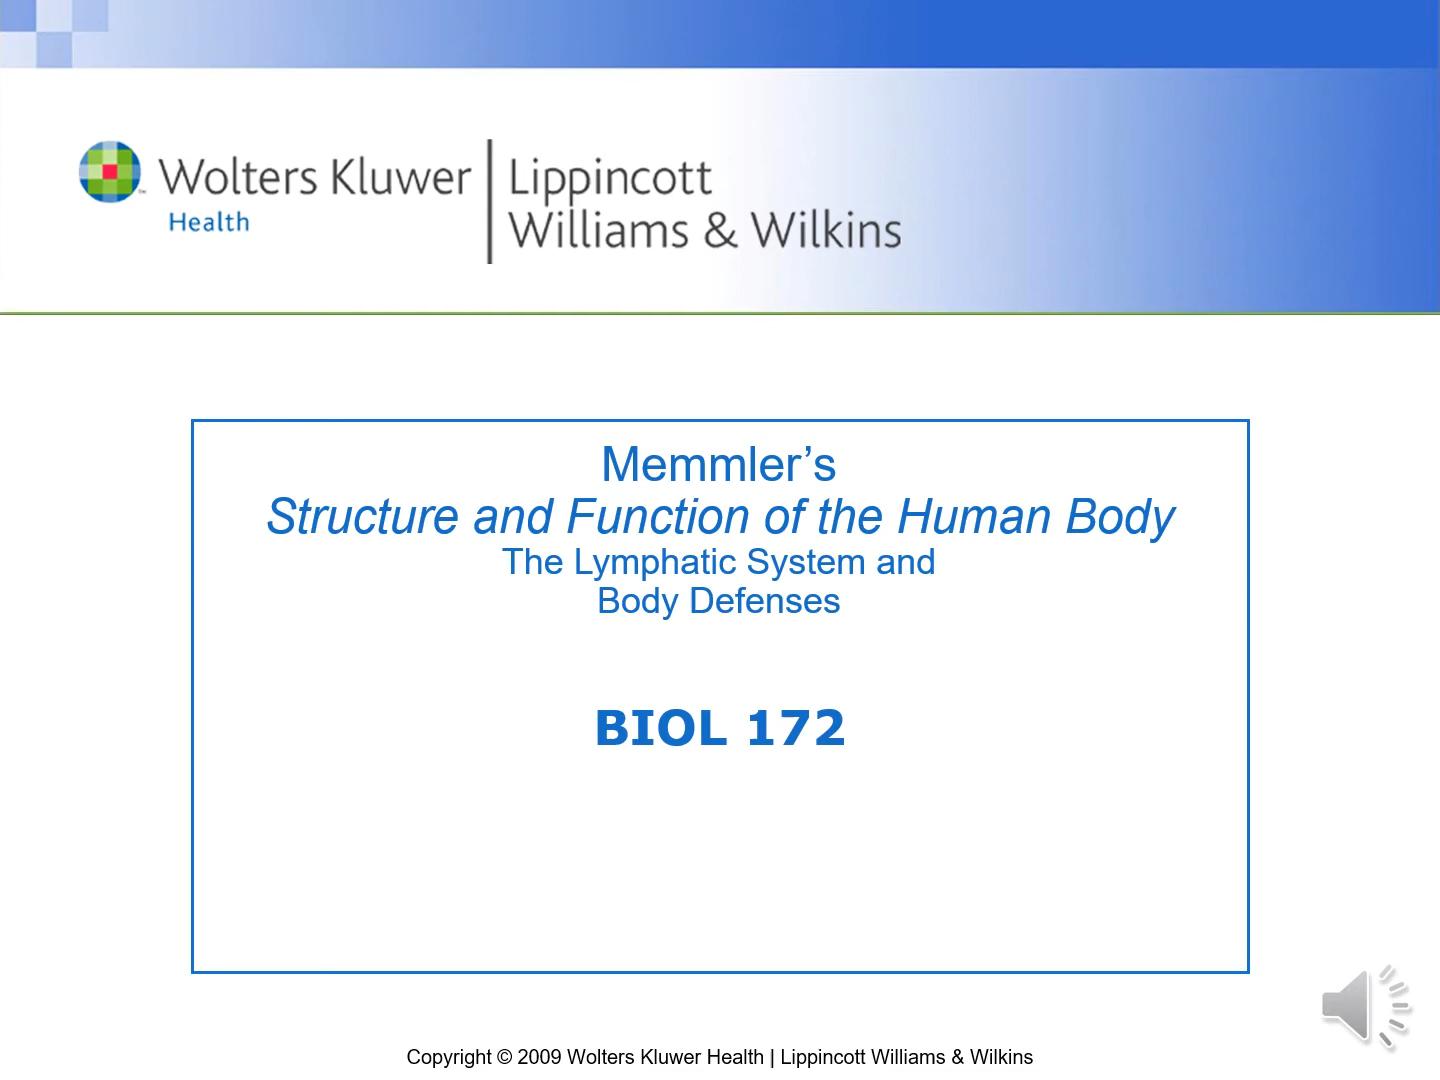 Wolters Kluwer
Health
Lippincott
Williams & Wilkins
Memmler’s
Structure and Function of the Human Body
The Lymphatic System and
Body Defenses
BIOL 172
Copyright © 2009 Wolters Kluwer Health | Lippincott Williams & Wilkins